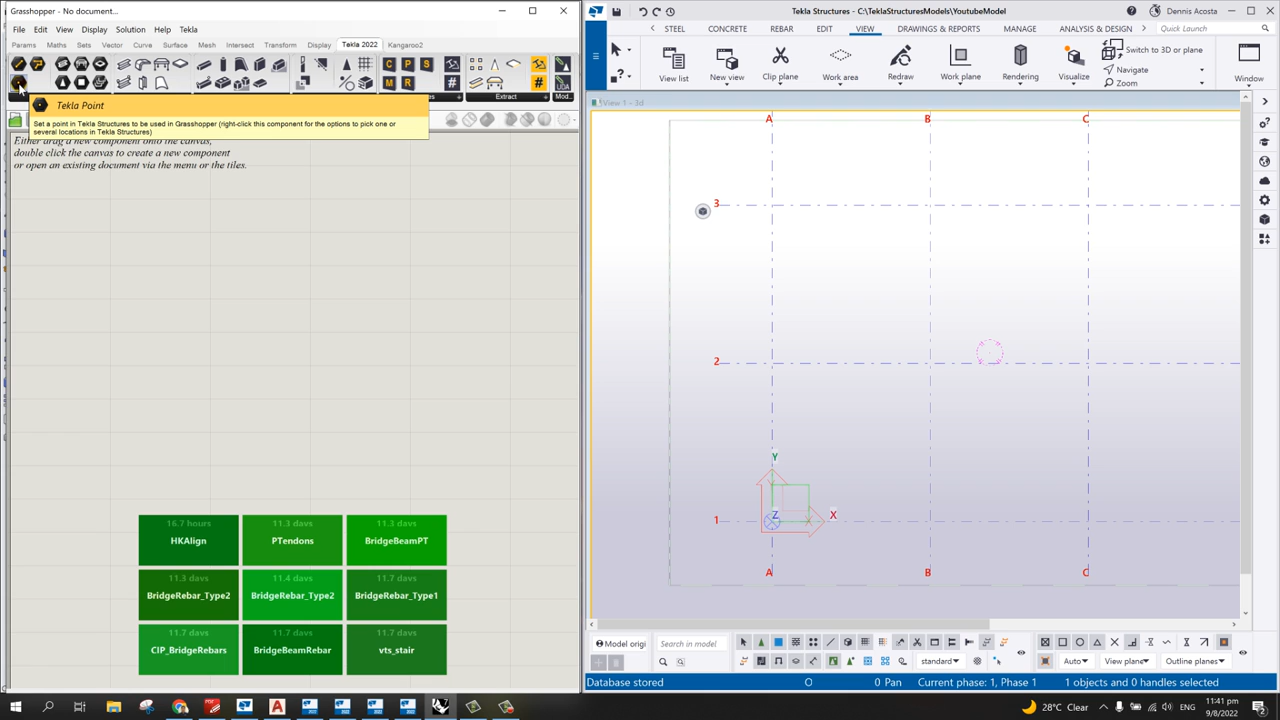 Grasshopper - No document...
File Edit View Display Solution Help Tekla
Params Maths Sets Vector Curve Surface Mesh Intersect Transform Display Tekla 2022 Kangaroo2
C P S
M R
Extract + Mod...
Tekla Point
Set a point in Tekla Structures to be used in Grasshopper (right-click this component for the options to pick one or
several locations in Tekla Structures)
Either drag a new component onto the canvas,
double click the canvas to create a new component
or open an existing document via the menu or the tiles.
16.7 hours
HKAlign
11.3 days
PTendons
11.3 days
BridgeBeamPT
11.3 days
BridgeRebar_Type2
11.4 days
BridgeRebar_Type2
11.7 days
BridgeRebar_Type1
11.7 days
CIP_BridgeRebars
11.7 days
BridgeBeamRebar
11.7 days
vts_stair
Tekla Structures - C:\TeklaStructuresModels\YoutubeModel
Dennis Acosta
STEEL CONCRETE REBAR EDIT VIEW DRAWINGS & REPORTS ANALYSIS & DESIGN Quick Launch
View list New view Clip plane Work area Redraw Work plane Rendering Visualize
Switch to 3D or plane
Navigate
Zoom
Window
View 1 - 3d
A B C
3
2
1
Y
Z X
A B C
Model origi Search in model
standard Auto View plane Outline planes
Database stored O 0 Pan Current phase: 1, Phase 1 1 objects and 0 handles selected
28°C Clear
11:41 pm
9/8/2022